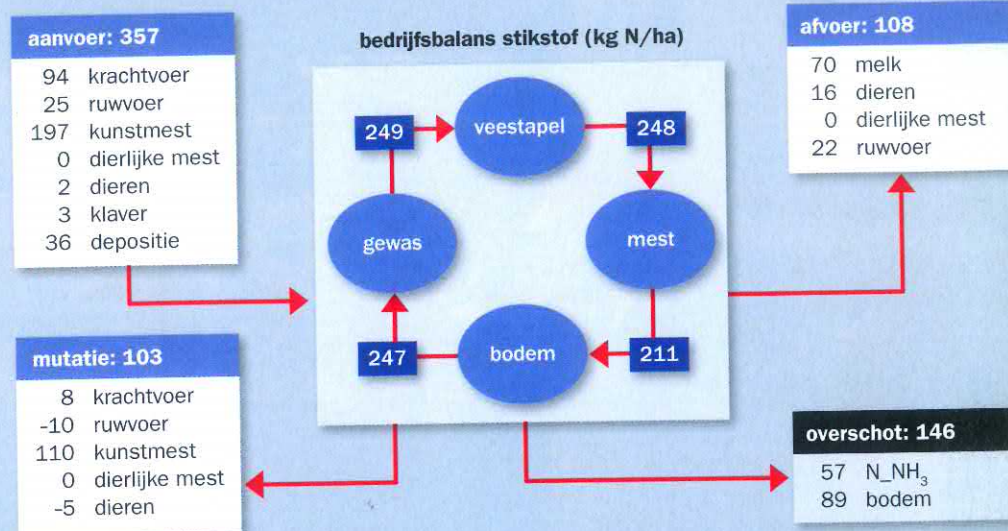 aanvoer: 357
94 krachtvoer
25 ruwvoer
197 kunstmest
0 dierlijke mest
2 dieren
3 klaver
36 depositie
bedrijfsbalans stikstof (kg N/ha)
249
veestapel
248
gewas
mest
247
bodem
211
afvoer: 108
70 melk
16 dieren
0 dierlijke mest
22 ruwvoer
mutatie: 103
8 krachtvoer
-10 ruwvoer
110 kunstmest
0 dierlijke mest
-5 dieren
overschot: 146
57 N_NH₃
89 bodem